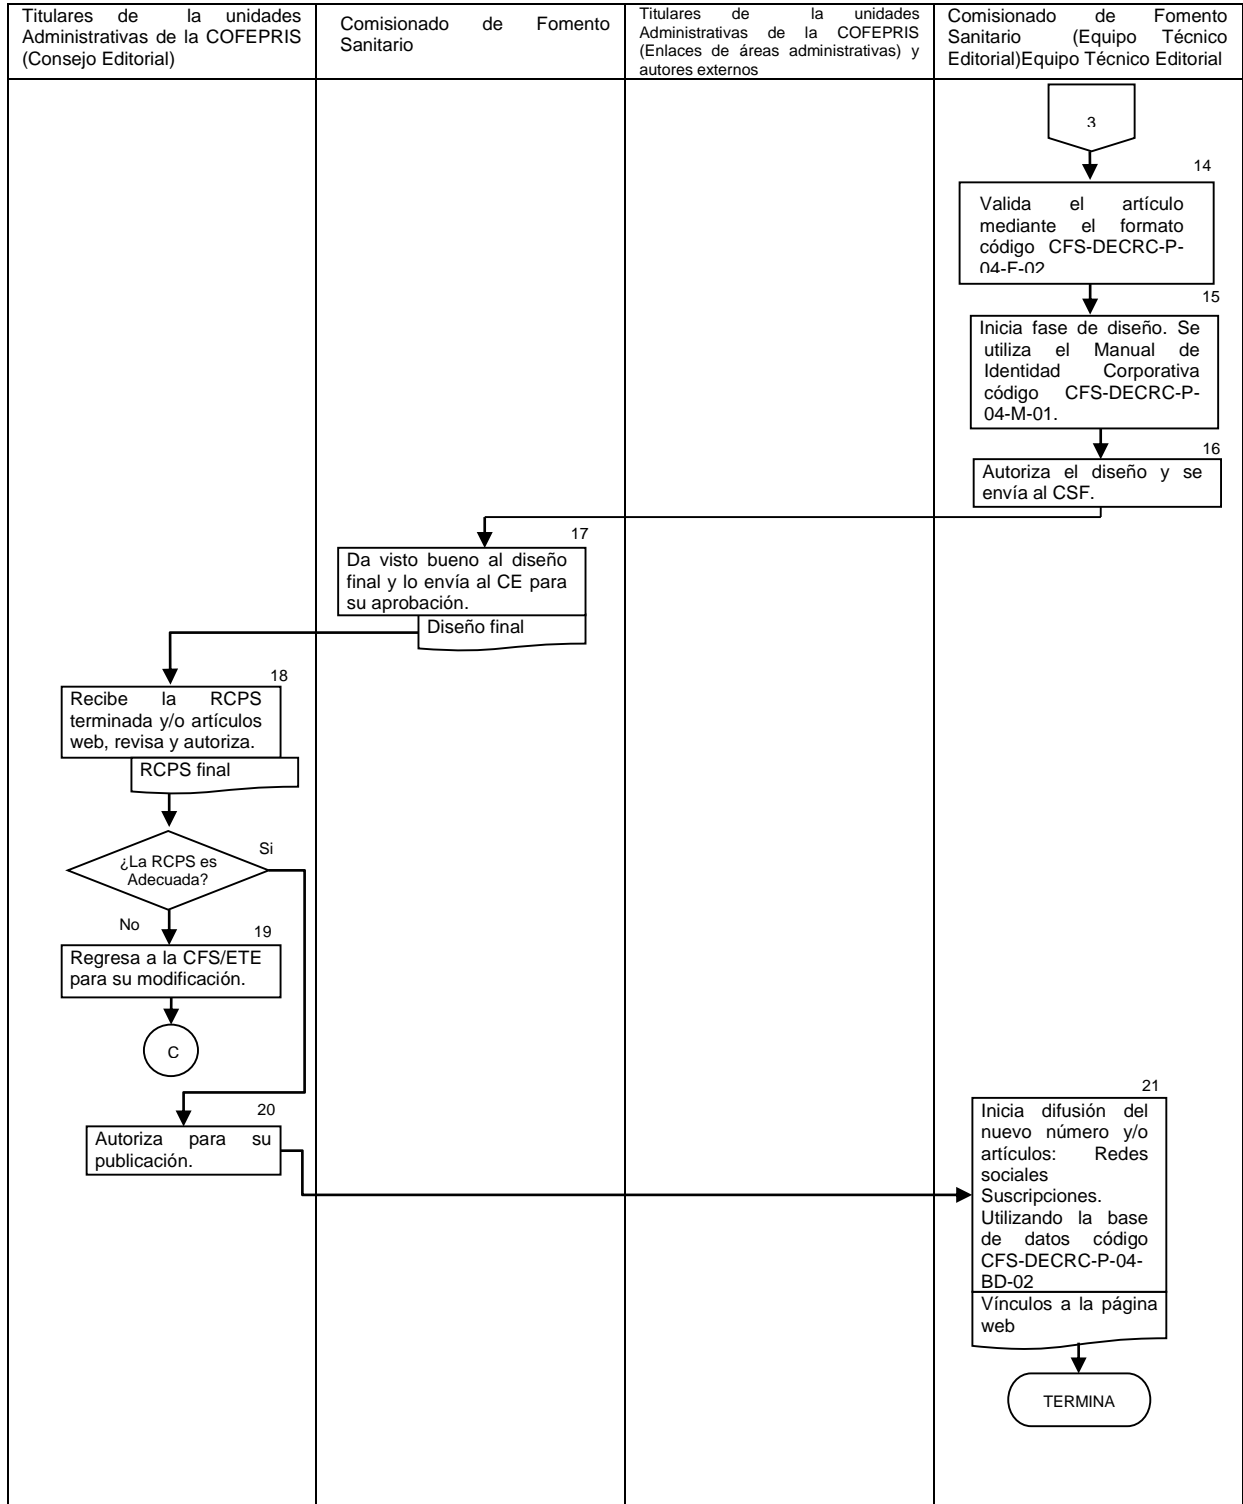 Titulares de la unidades
Administrativas de la COFEPRIS
(Consejo Editorial)
Comisionado de Fomento
Sanitario
Titulares de la unidades
Administrativas de la COFEPRIS
(Enlaces de áreas administrativas) y
autores externos
Comisionado de Fomento
Sanitario (Equipo Técnico
Editorial)Equipo Técnico Editorial
3
14
Valida el artículo
mediante el formato
código CFS-DECRC-P-
04-F-02
15
Inicia fase de diseño. Se
utiliza el Manual de
Identidad Corporativa
código CFS-DECRC-P-
04-M-01.
16
Autoriza el diseño y se
envía al CSF.
17
Da visto bueno al diseño
final y lo envía al CE para
su aprobación.
Diseño final
18
Recibe la RCPS
terminada y/o artículos
web, revisa y autoriza.
RCPS final
¿La RCPS es
Adecuada?
Si
No
19
Regresa a la CFS/ETE
para su modificación.
C
20
Autoriza para su
publicación.
21
Inicia difusión del
nuevo número y/o
artículos: Redes
sociales
Suscripciones.
Utilizando la base
de datos código
CFS-DECRC-P-04-
BD-02
Vínculos a la página
web
TERMINA